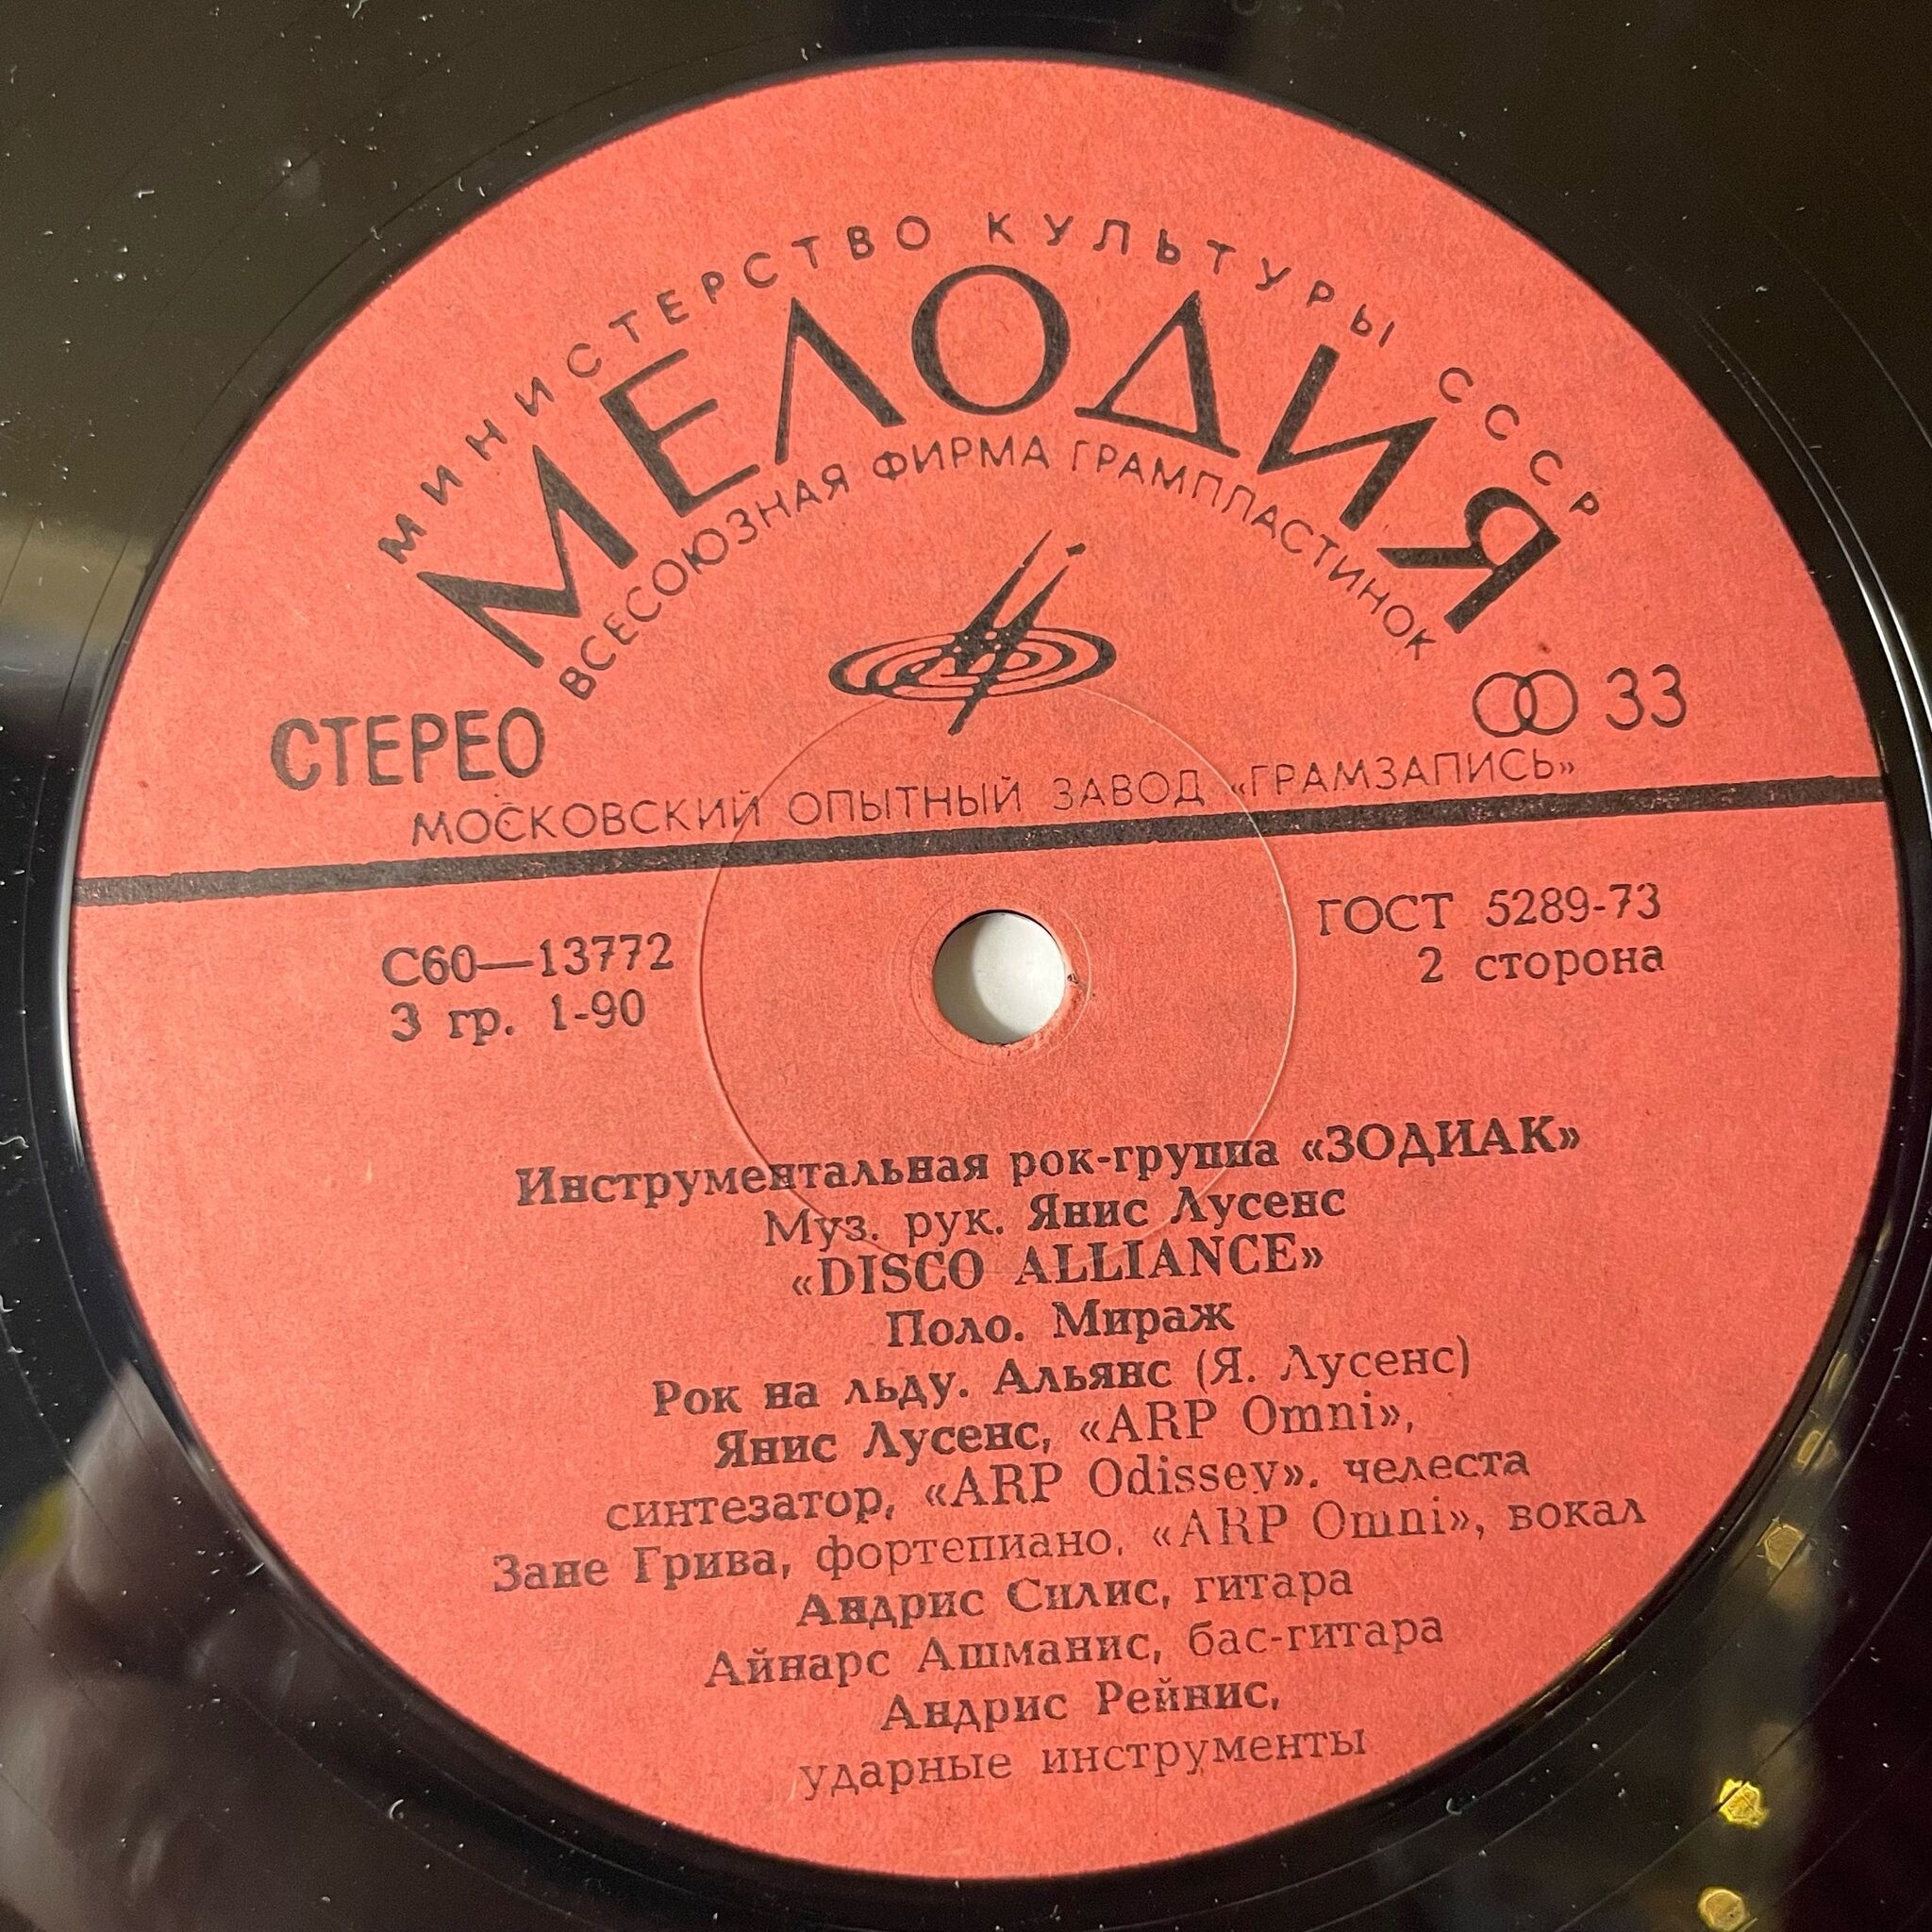 МИНИСТЕРСТВО КУЛЬТУРЫ СССР
МЕЛОДИЯ
ВСЕСОЮЗНАЯ ФИРМА ГРАМПЛАСТИНОК
СТЕРЕО
33
МОСКОВСКИЙ ОПЫТНЫЙ ЗАВОД «ГРАМЗАПИСЬ»
С60—13772
3 гр. 1-90
ГОСТ 5289-73
2 сторона
Инструментальная рок-группа «ЗОДИАК»
Муз. рук. Янис Лусенс
«DISCO ALLIANCE»
Поло. Мираж
Рок на льду. Альянс (Я. Лусенс)
Янис Лусенс, «ARP Omni»,
синтезатор, «ARP Odissey», челеста
Зане Грива, фортепиано, «ARP Omni», вокал
Андрис Силис, гитара
Айнарс Ашманис, бас-гитара
Андрис Рейнис,
ударные инструменты